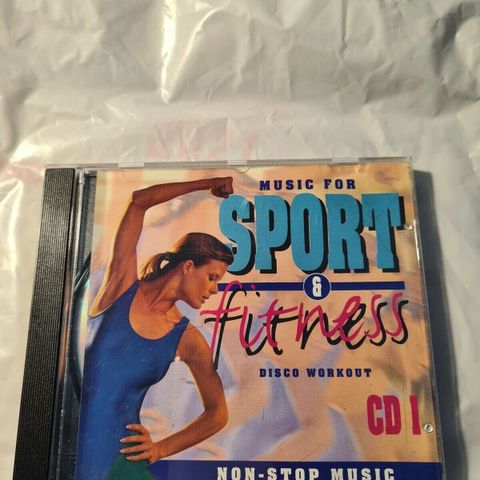 MUSIC FOR
SPORT
&
fitness
DISCO WORKOUT
CD 1
NON-STOP MUSIC